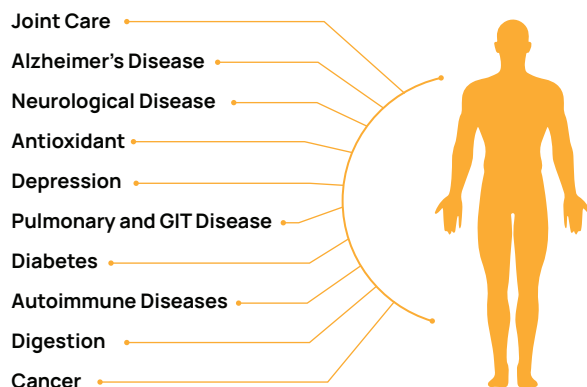 Joint Care
Alzheimer's Disease
Neurological Disease
Antioxidant
Depression
Pulmonary and GIT Disease
Diabetes
Autoimmune Diseases
Digestion
Cancer